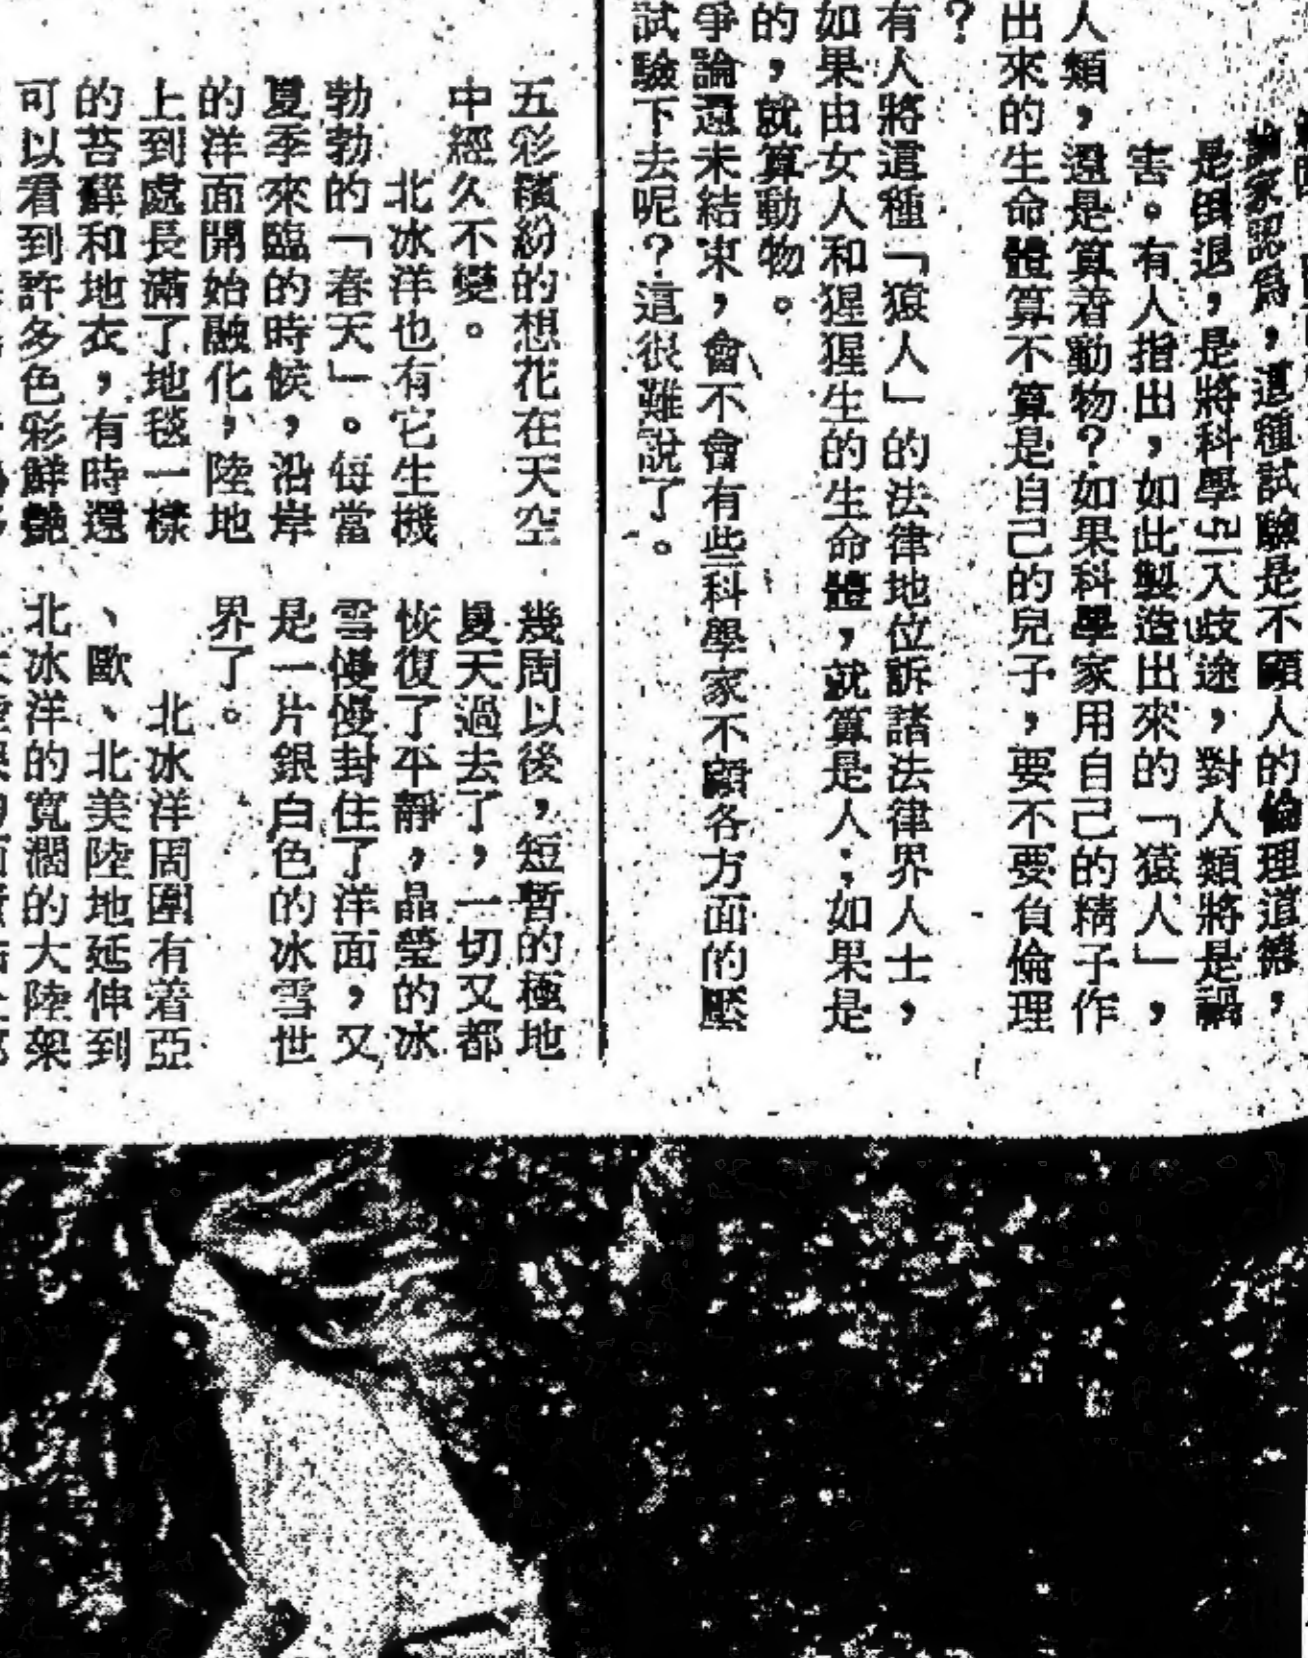 家認爲，這種試驗是不顧人的倫理道德，
是倒退，是將科學引入歧途，對人類將是禍
害。有人指出，如此製造出來的「猿人」，
人類，還是算着動物？如果科學家用自己的精子作
出來的生命體算不算是自己的兒子，要不要負倫理
？
有人將這種「猿人」的法律地位訴諸法律界人士，
如果由女人和猩猩生的生命體，就算是人；如果是
的，就算動物。
爭論還未結束，會不會有些科學家不顧各方面的壓
試驗下去呢？這很難說了。
五彩繽紛的想花在天空
中經久不變。
北冰洋也有它生機
勃勃的「春天」。每當
夏季來臨的時候，沿岸
的洋面開始融化，陸地
上到處長滿了地毯一樣
的苔蘚和地衣，有時還
可以看到許多色彩鮮艷
幾周以後，短暫的極地
夏天過去了，一切又都
恢復了平靜，晶瑩的冰
雪慢慢封住了洋面，又
是一片銀白色的冰雪世
界了。
北冰洋周圍有着亞
、歐、北美陸地延伸到
北冰洋的寬濶的大陸架